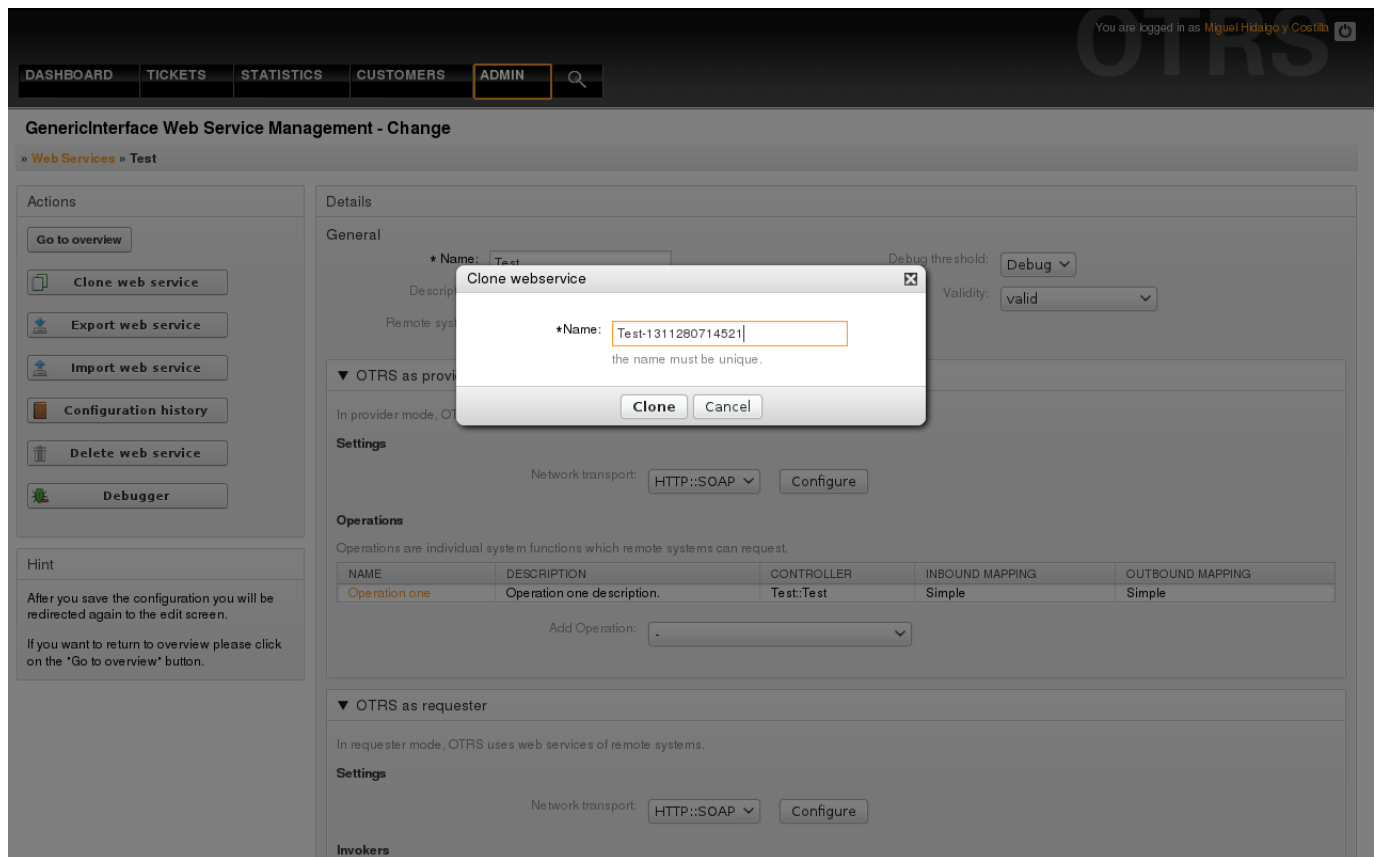 OTRS
You are logged in as Miguel Hidalgo y Costilla
DASHBOARD TICKETS STATISTICS CUSTOMERS ADMIN
GenericInterface Web Service Management - Change
» Web Services » Test
Actions
Go to overview
Clone web service
Export web service
Import web service
Configuration history
Delete web service
Debugger
Hint
After you save the configuration you will be
redirected again to the edit screen.
If you want to return to overview please click
on the "Go to overview" button.
Details
General
* Name: Test
Descript
Remote syst
Debug threshold: Debug
Validity: valid
Clone webservice
*Name: Test-1311280714521
the name must be unique.
Clone Cancel
▼ OTRS as provi
In provider mode, OT
Settings
Network transport: HTTP::SOAP Configure
Operations
Operations are individual system functions which remote systems can request.
NAME DESCRIPTION CONTROLLER INBOUND MAPPING OUTBOUND MAPPING
Operation one Operation one description. Test::Test Simple Simple
Add Operation: -
▼ OTRS as requester
In requester mode, OTRS uses web services of remote systems.
Settings
Network transport: HTTP::SOAP Configure
Invokers